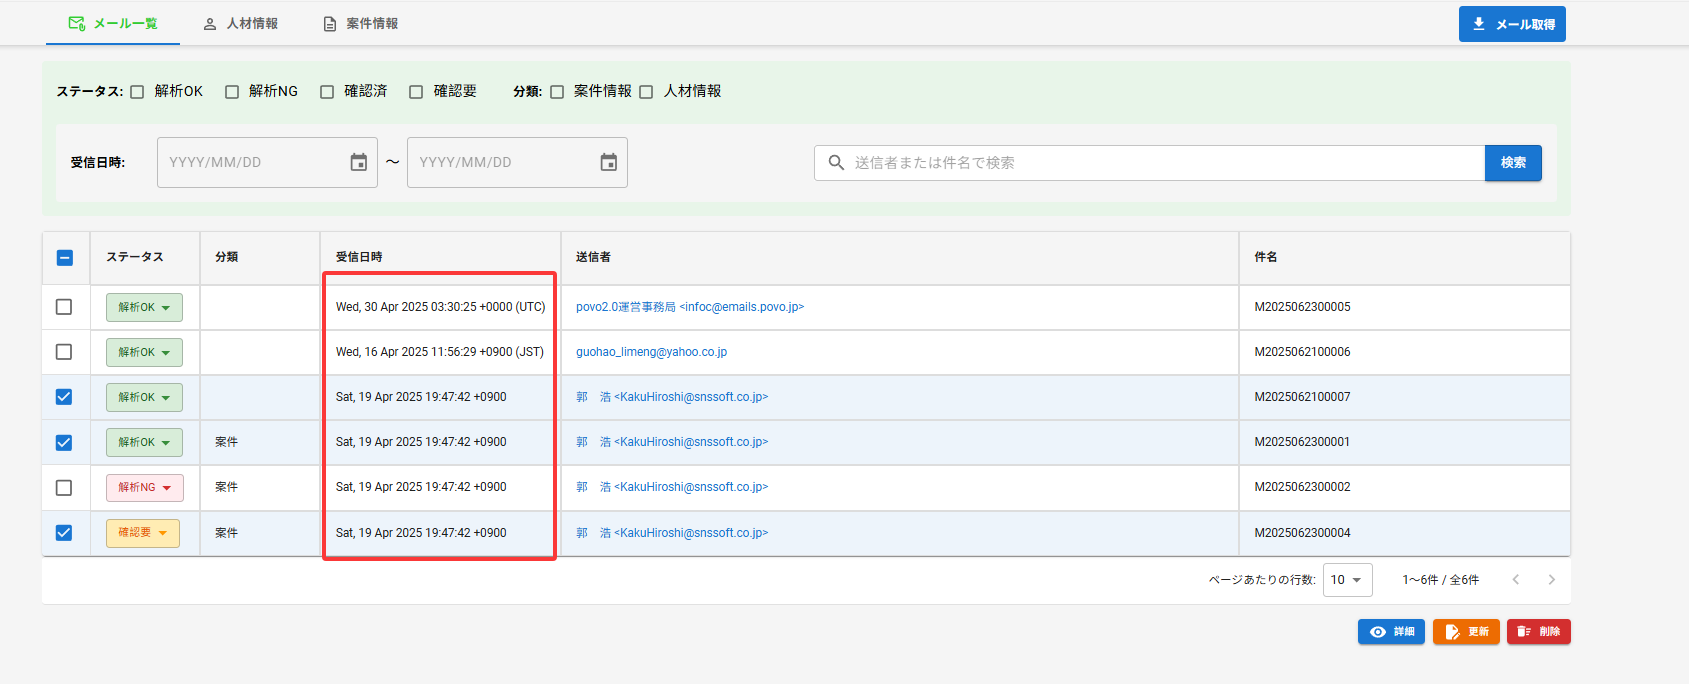 メール一覧 人材情報 案件情報 メール取得
ステータス: 解析OK 解析NG 確認済 確認要 分類: 案件情報 人材情報
受信日時: YYYY/MM/DD ～ YYYY/MM/DD 送信者または件名で検索 検索
ステータス 分類 受信日時 送信者 件名
解析OK Wed, 30 Apr 2025 03:30:25 +0000 (UTC) povo2.0運営事務局 <infoc@emails.povo.jp> M2025062300005
解析OK Wed, 16 Apr 2025 11:56:29 +0900 (JST) guohao_limeng@yahoo.co.jp M2025062100006
解析OK Sat, 19 Apr 2025 19:47:42 +0900 郭　浩 <KakuHiroshi@snssoft.co.jp> M2025062100007
解析OK 案件 Sat, 19 Apr 2025 19:47:42 +0900 郭　浩 <KakuHiroshi@snssoft.co.jp> M2025062300001
解析NG 案件 Sat, 19 Apr 2025 19:47:42 +0900 郭　浩 <KakuHiroshi@snssoft.co.jp> M2025062300002
確認要 案件 Sat, 19 Apr 2025 19:47:42 +0900 郭　浩 <KakuHiroshi@snssoft.co.jp> M2025062300004
ページあたりの行数: 10 1～6件 / 全6件
詳細 更新 削除